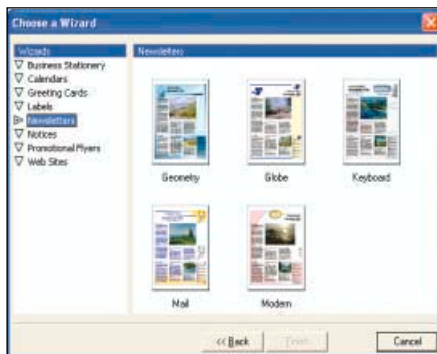 Choose a Wizard
Wizards
Newsletters
Business Stationery
Calendars
Greeting Cards
Labels
Newsletters
Notices
Promotional Flyers
Web Sites
Geometry
Globe
Keyboard
Mail
Modern
<< Back
Finish
Cancel